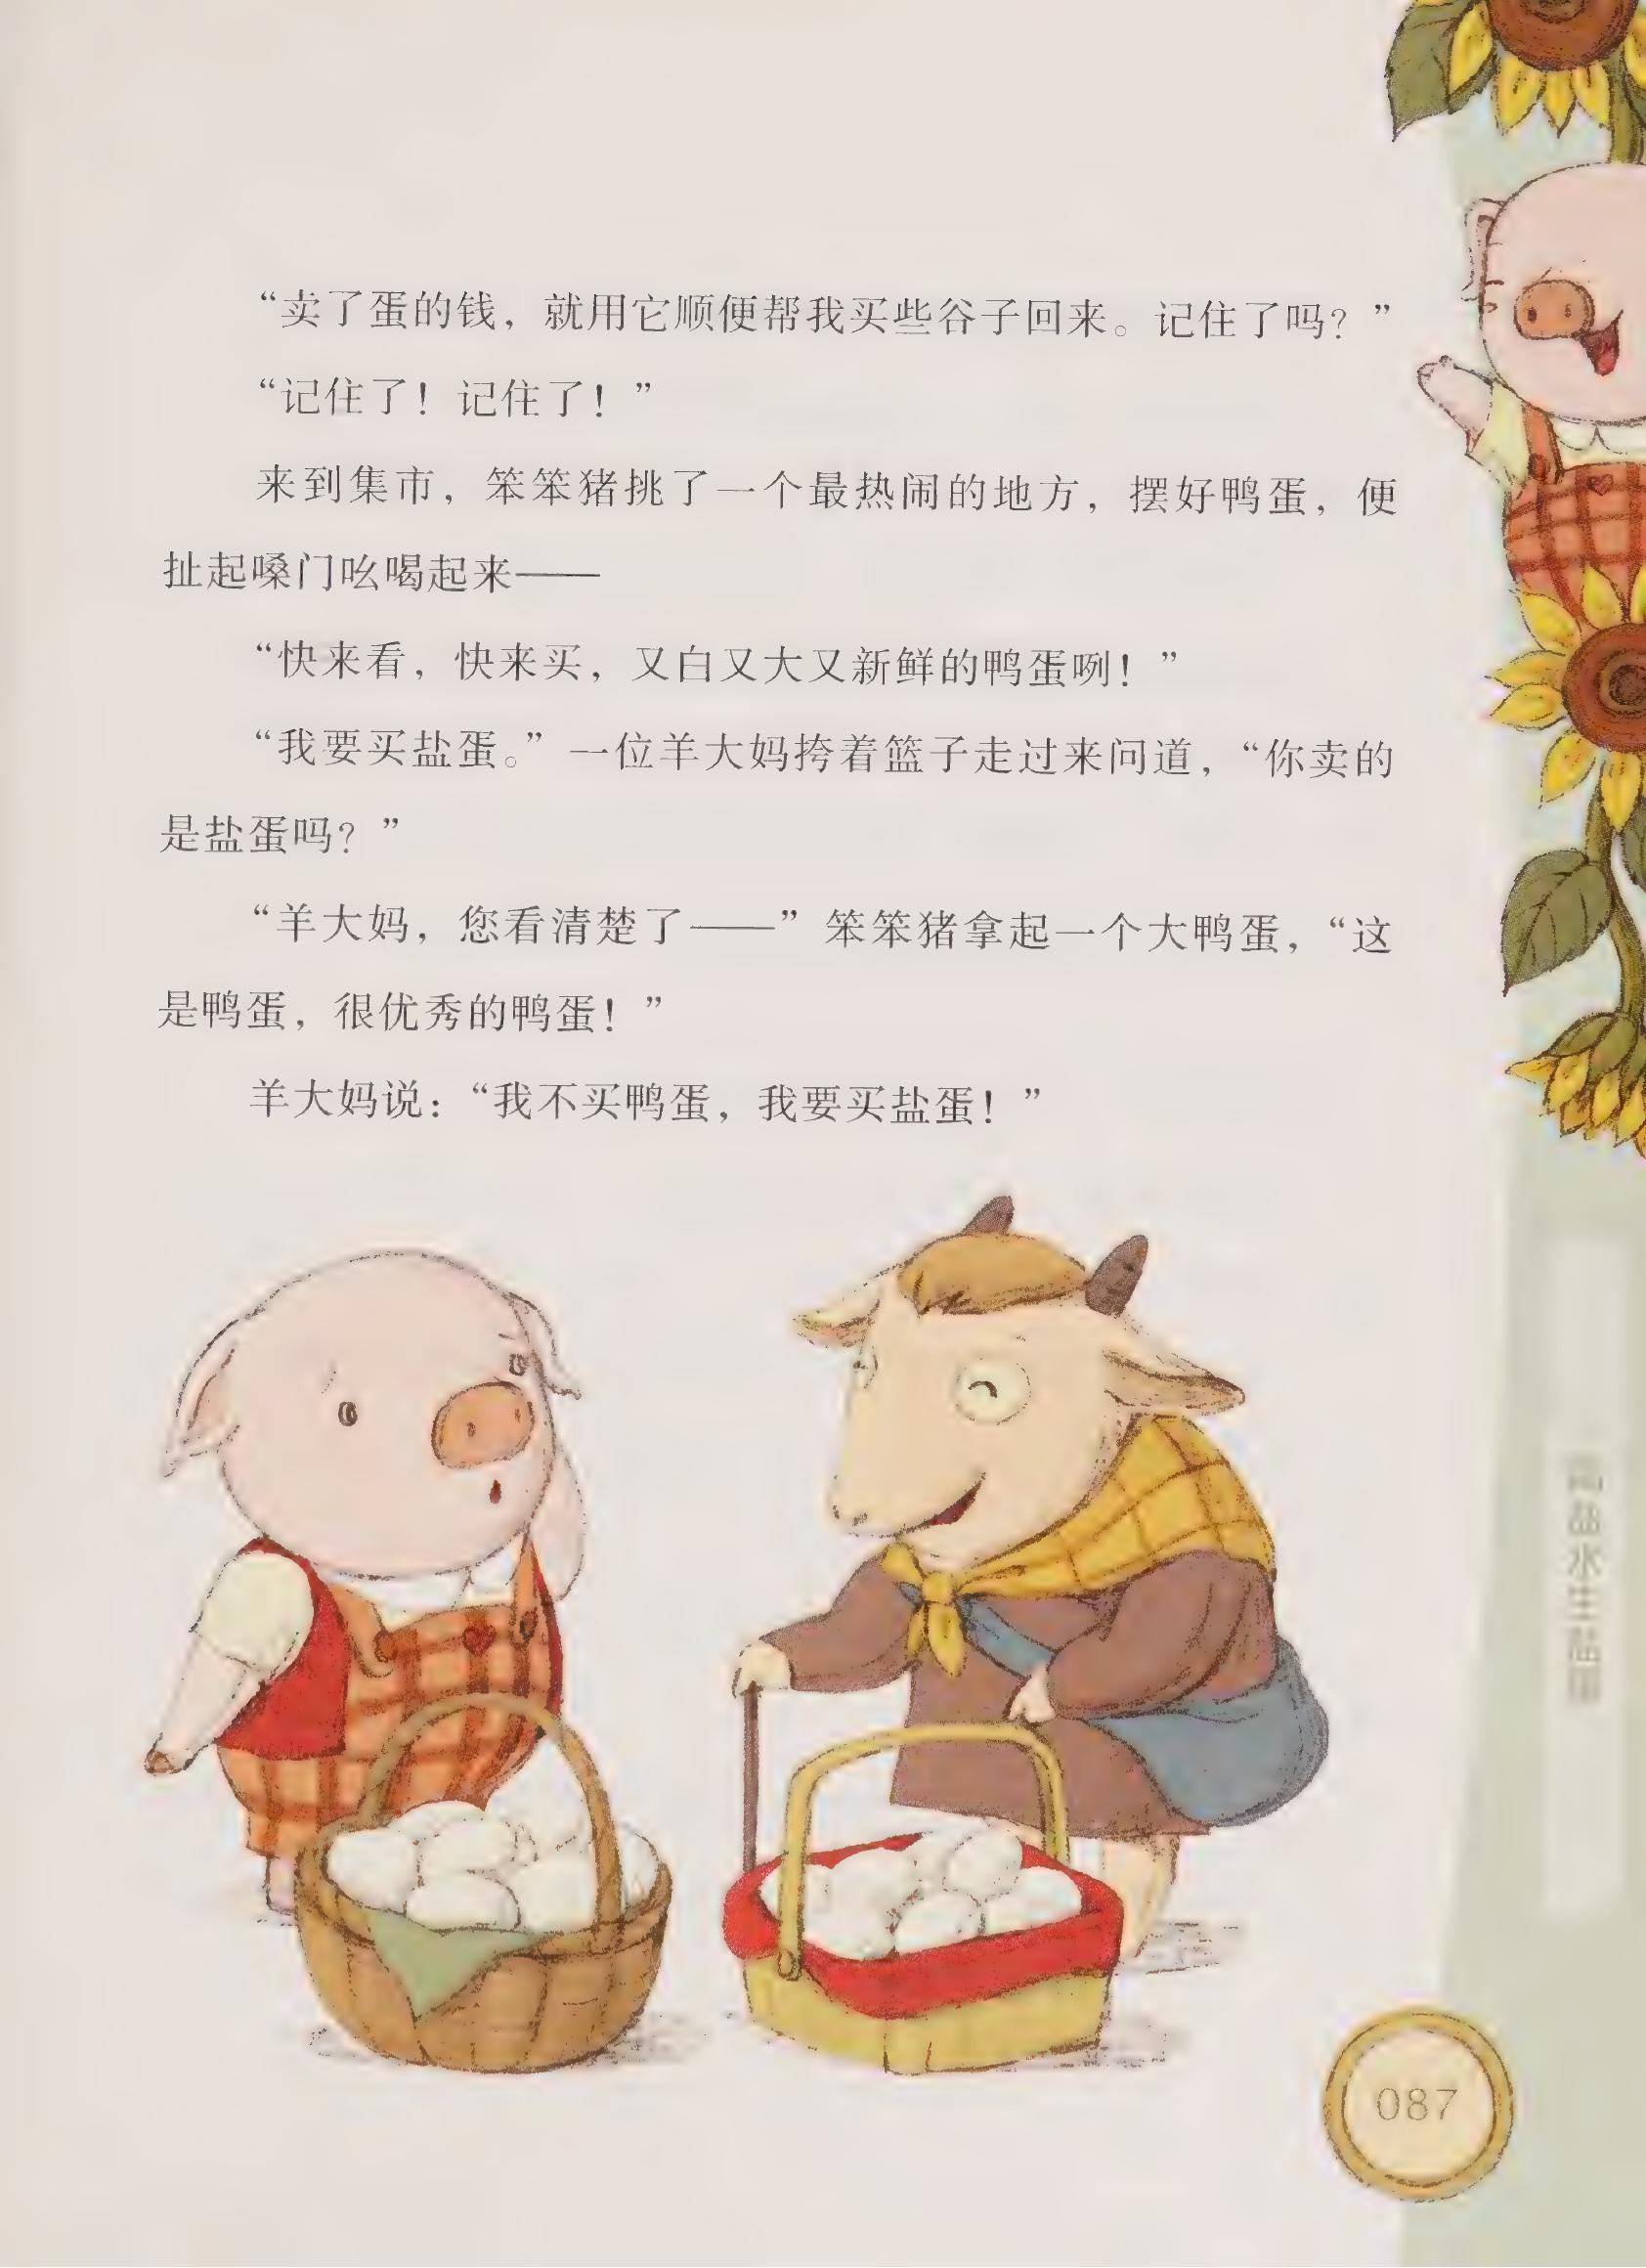 “卖了蛋的钱，就用它顺便帮我买些谷子回来。记住了吗？”
“记住了！记住了！”
来到集市，笨笨猪挑了一个最热闹的地方，摆好鸭蛋，便
扯起嗓门吆喝起来——
“快来看，快来买，又白又大又新鲜的鸭蛋咧！”
“我要买盐蛋。”一位羊大妈挎着篮子走过来问道，“你卖的
是盐蛋吗？”
“羊大妈，您看清楚了——”笨笨猪拿起一个大鸭蛋，“这
是鸭蛋，很优秀的鸭蛋！”
羊大妈说：“我不买鸭蛋，我要买盐蛋！”
087